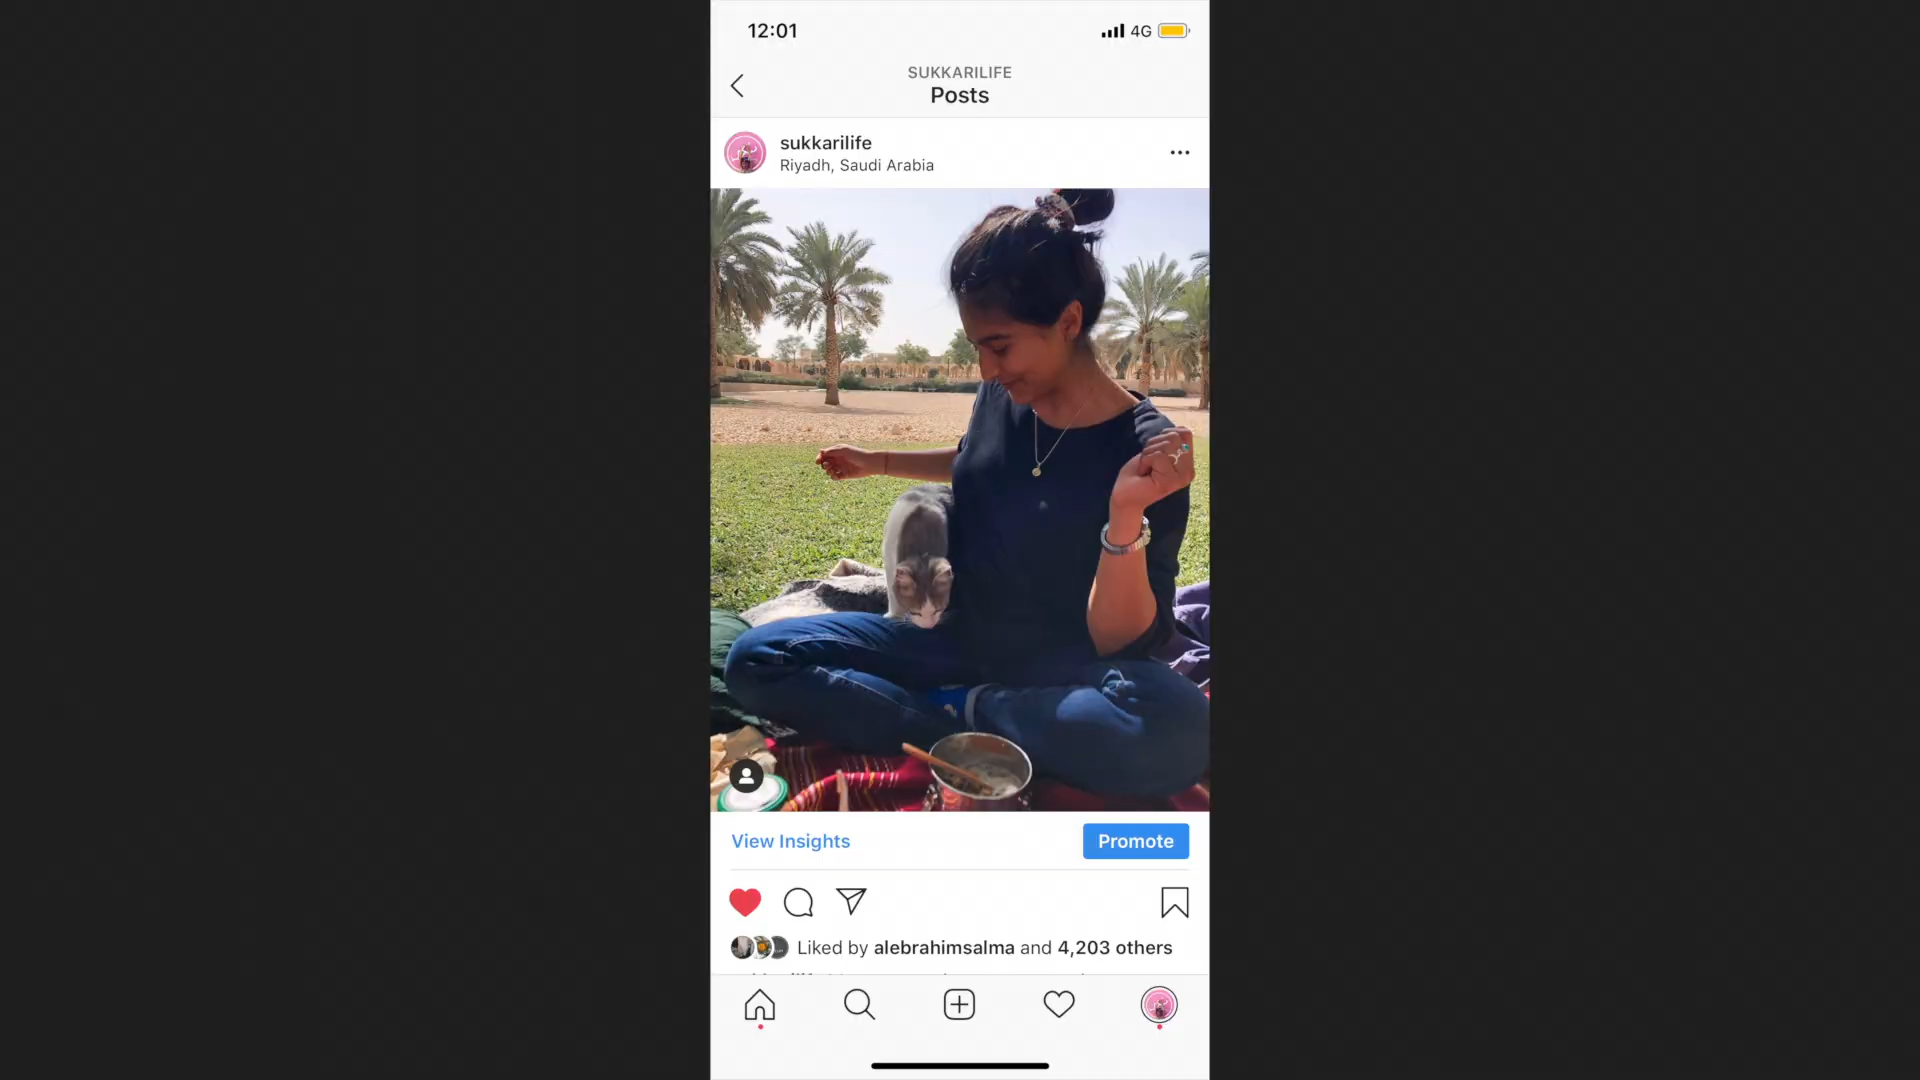 12:01
4G
SUKKARILIFE
Posts
sukkarilife
Riyadh, Saudi Arabia
View Insights
Promote
Liked by alebrahimsalma and 4,203 others